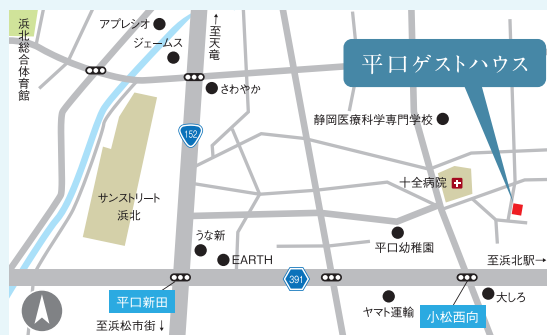 浜北総合体育館
アプレシオ
ジェームス
↑至天竜
さわやか
平口ゲストハウス
152
静岡医療科学専門学校
十全病院
サンストリート
浜北
うな新
EARTH
平口幼稚園
至浜北駅→
391
平口新田
ヤマト運輸
小松西向
大しろ
至浜松市街↓